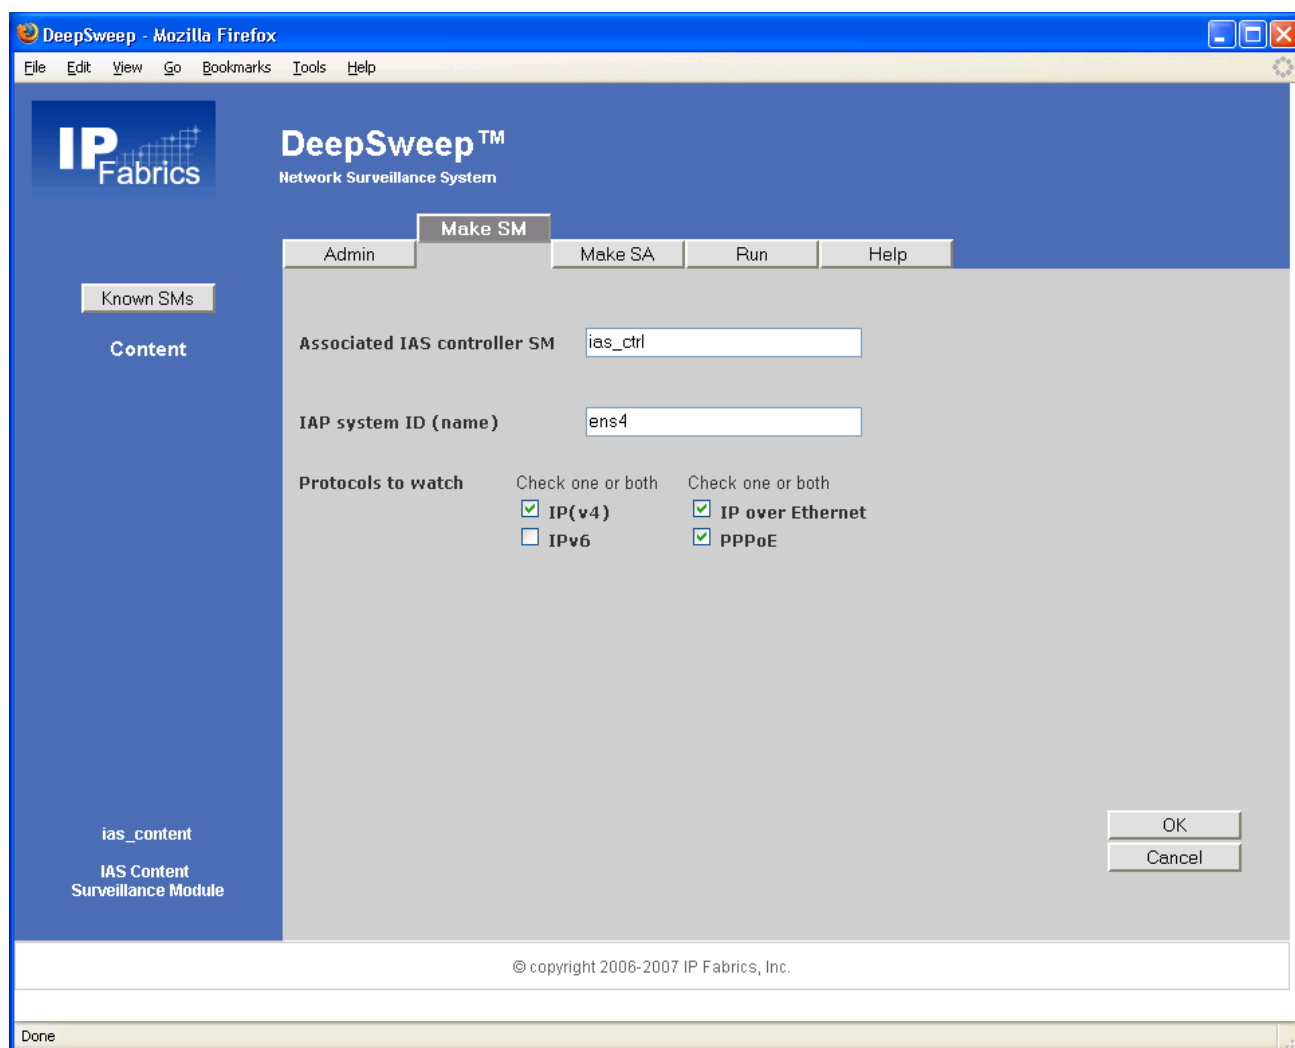 DeepSweep - Mozilla Firefox
File Edit View Go Bookmarks Tools Help
IP Fabrics
DeepSweep™
Network Surveillance System
Make SM
Admin Make SA Run Help
Known SMs
Content
Associated IAS controller SM ias_ctrl
IAP system ID (name) ens4
Protocols to watch Check one or both Check one or both
IP(v4) IP over Ethernet
IPv6 PPPoE
OK
Cancel
ias_content
IAS Content
Surveillance Module
© copyright 2006-2007 IP Fabrics, Inc.
Done